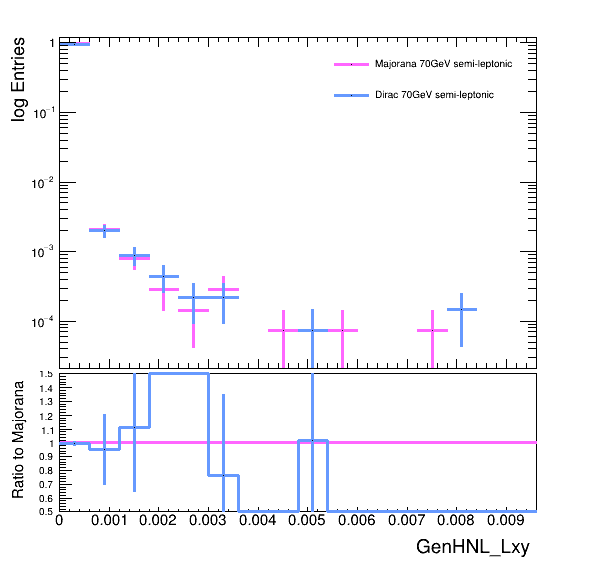 log Entries
1
10⁻¹
10⁻²
10⁻³
10⁻⁴
Majorana 70GeV semi-leptonic
Dirac 70GeV semi-leptonic
Ratio to Majorana
1.5
1.4
1.3
1.2
1.1
1
0.9
0.8
0.7
0.6
0.5
0 0.001 0.002 0.003 0.004 0.005 0.006 0.007 0.008 0.009
GenHNL_Lxy